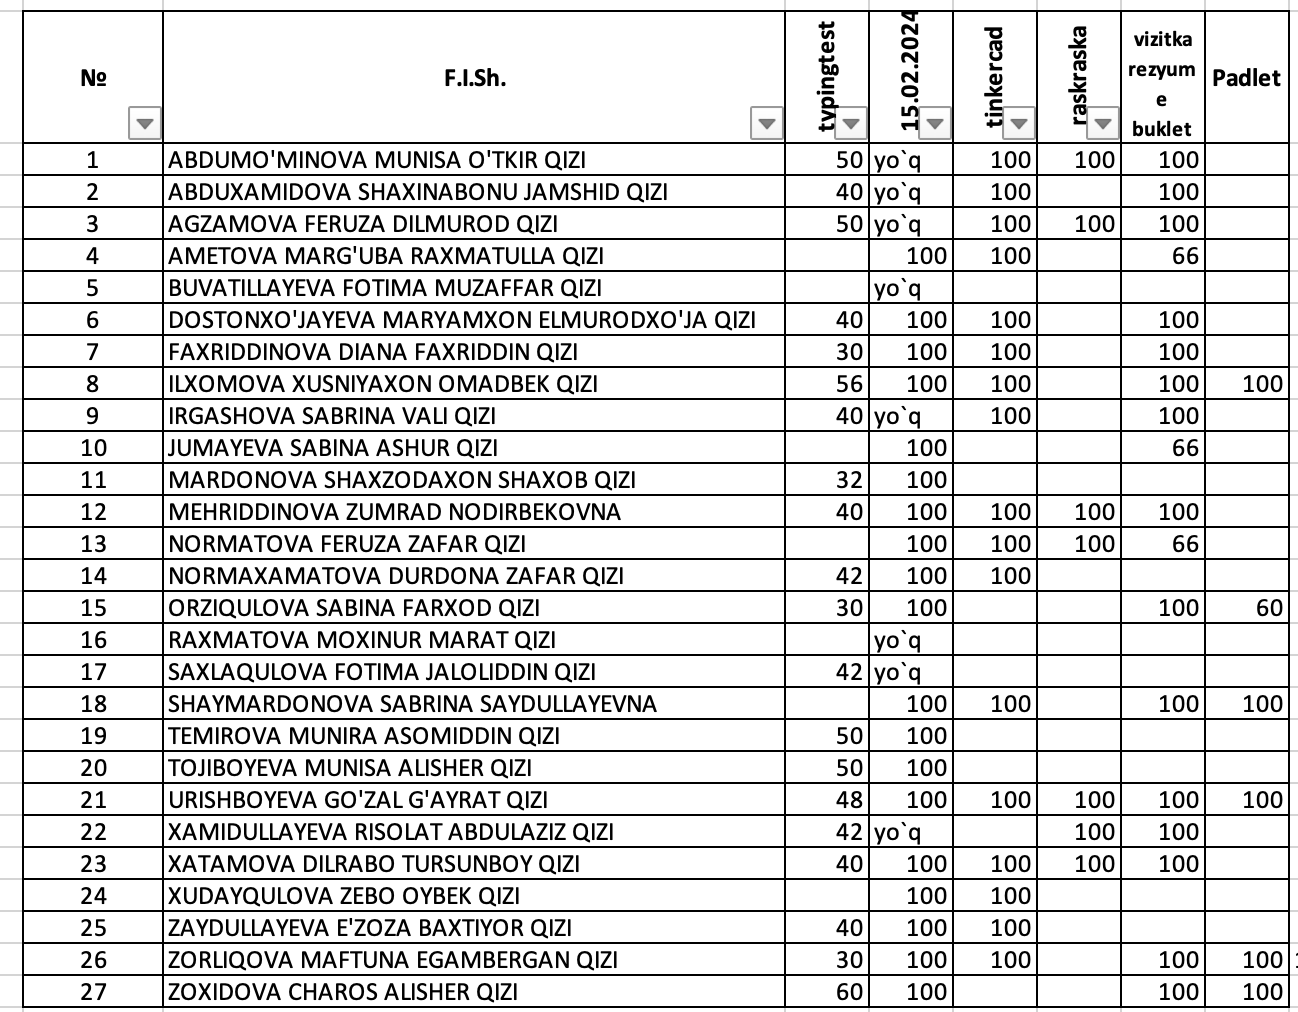 № F.I.Sh. typingtest 15.02.2024 tinkercad raskraska vizitka rezyume buklet Padlet
1 ABDUMO'MINOVA MUNISA O'TKIR QIZI 50 yo`q 100 100 100
2 ABDUXAMIDOVA SHAXINABONU JAMSHID QIZI 40 yo`q 100 100
3 AGZAMOVA FERUZA DILMUROD QIZI 50 yo`q 100 100 100
4 AMETOVA MARG'UBA RAXMATULLA QIZI 100 100 66
5 BUVATILLAYEVA FOTIMA MUZAFFAR QIZI yo`q
6 DOSTONXO'JAYEVA MARYAMXON ELMURODXO'JA QIZI 40 100 100 100
7 FAXRIDDINOVA DIANA FAXRIDDIN QIZI 30 100 100 100
8 ILXOMOVA XUSNIYAXON OMADBEK QIZI 56 100 100 100 100
9 IRGASHOVA SABRINA VALI QIZI 40 yo`q 100 100
10 JUMAYEVA SABINA ASHUR QIZI 100 66
11 MARDONOVA SHAXZODAXON SHAXOB QIZI 32 100
12 MEHRIDDINOVA ZUMRAD NODIRBEKOVNA 40 100 100 100 100
13 NORMATOVA FERUZA ZAFAR QIZI 100 100 100 66
14 NORMAXAMATOVA DURDONA ZAFAR QIZI 42 100 100
15 ORZIQULOVA SABINA FARXOD QIZI 30 100 100 60
16 RAXMATOVA MOXINUR MARAT QIZI yo`q
17 SAXLAQULOVA FOTIMA JALOLIDDIN QIZI 42 yo`q
18 SHAYMARDONOVA SABRINA SAYDULLAYEVNA 100 100 100 100
19 TEMIROVA MUNIRA ASOMIDDIN QIZI 50 100
20 TOJIBOYEVA MUNISA ALISHER QIZI 50 100
21 URISHBOYEVA GO'ZAL G'AYRAT QIZI 48 100 100 100 100 100
22 XAMIDULLAYEVA RISOLAT ABDULAZIZ QIZI 42 yo`q 100 100
23 XATAMOVA DILRABO TURSUNBOY QIZI 40 100 100 100 100
24 XUDAYQULOVA ZEBO OYBEK QIZI 100 100
25 ZAYDULLAYEVA E'ZOZA BAXTIYOR QIZI 40 100 100
26 ZORLIQOVA MAFTUNA EGAMBERGAN QIZI 30 100 100 100 100
27 ZOXIDOVA CHAROS ALISHER QIZI 60 100 100 100